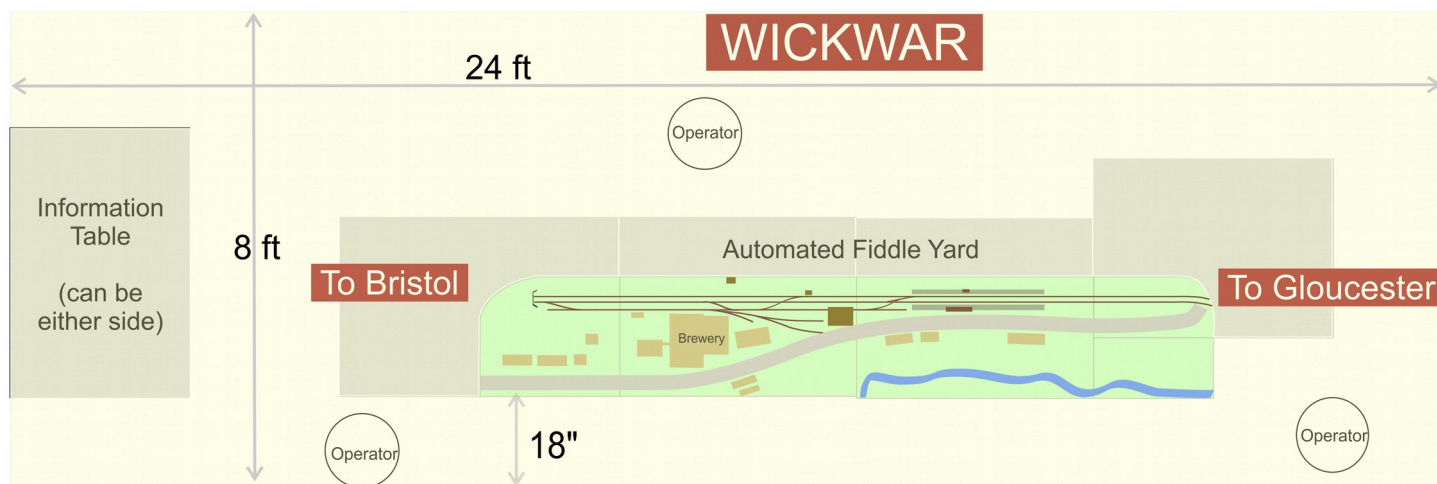 WICKWAR
24 ft
Operator
Information
Table
(can be
either side)
8 ft
Automated Fiddle Yard
To Bristol
To Gloucester
Brewery
18"
Operator
Operator